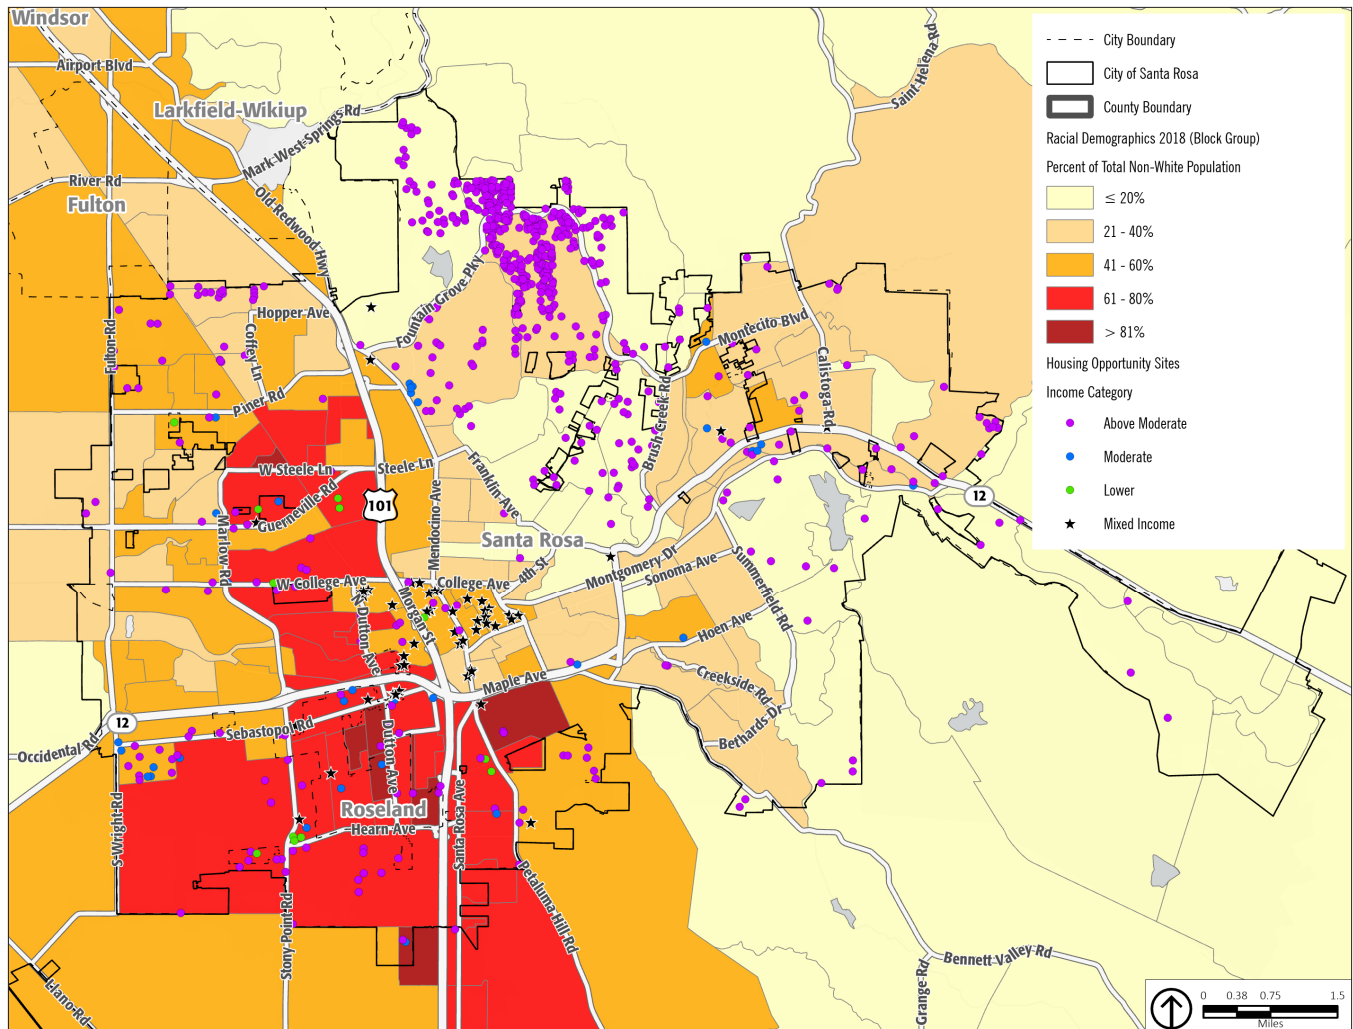 Windsor
Airport Blvd
Larkfield-Wikiup
Mark West Springs Rd
Saint Helena Rd
River Rd
Fulton
Old Redwood Hwy
Fountain Grove Pky
Hopper Ave
Fulton Rd
Coffey Ln
Montecito Blvd
Calistoga Rd
Piner Rd
Brush Creek Rd
W Steele Ln
Steele Ln
Franklin Ave
Guerneville Rd
101
Mendocino Ave
12
Marlow Rd
Santa Rosa
4th St
Montgomery Dr
Sonoma Ave
Summerfield Rd
W College Ave
College Ave
N Dutton Ave
Morgan St
Hoen Ave
Creekside Rd
Maple Ave
Bethards Dr
12
Sebastopol Rd
Occidental Rd
Dutton Ave
Roseland
Hearn Ave
S Wright Rd
Santa Rosa Ave
Stony Point Rd
Petaluma Hill Rd
Llano Rd
Grange Rd
Bennett Valley Rd
City Boundary
City of Santa Rosa
County Boundary
Racial Demographics 2018 (Block Group)
Percent of Total Non-White Population
≤ 20%
21 - 40%
41 - 60%
61 - 80%
> 81%
Housing Opportunity Sites
Income Category
Above Moderate
Moderate
Lower
Mixed Income
0 0.38 0.75 1.5
Miles